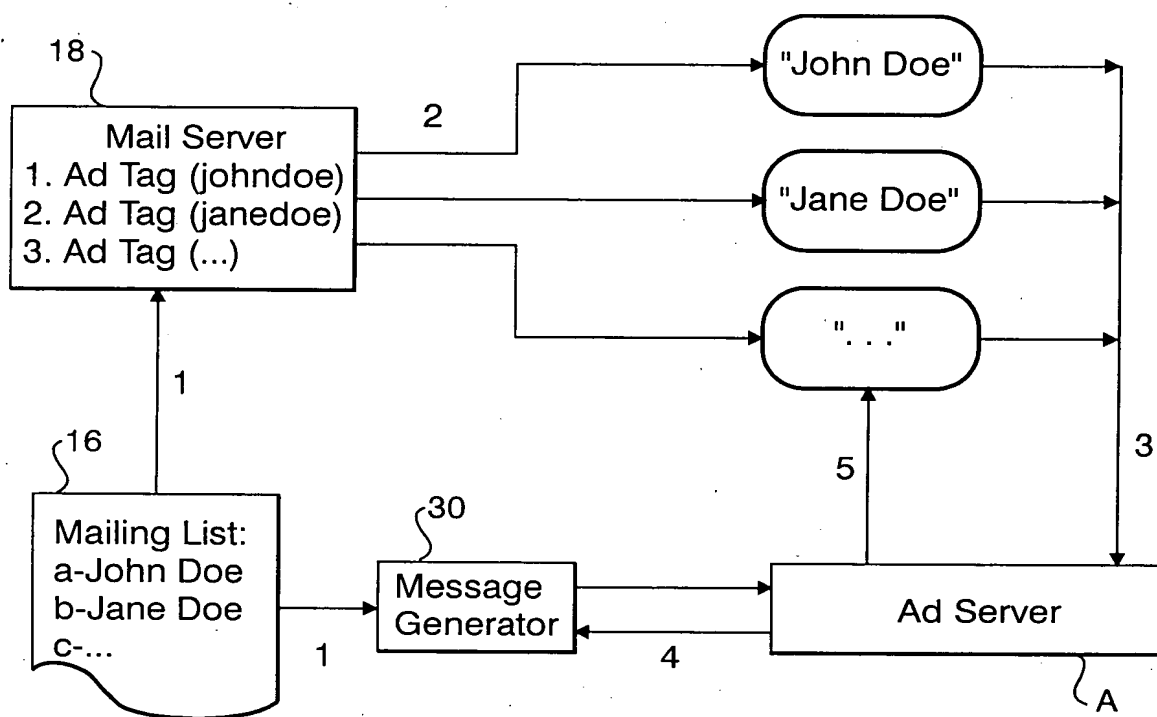 18
Mail Server
1. Ad Tag (johndoe)
2. Ad Tag (janedoe)
3. Ad Tag (...)
2
"John Doe"
"Jane Doe"
". . ."
1
3
5
16
Mailing List:
a-John Doe
b-Jane Doe
c-...
1
30
Message
Generator
4
Ad Server
A